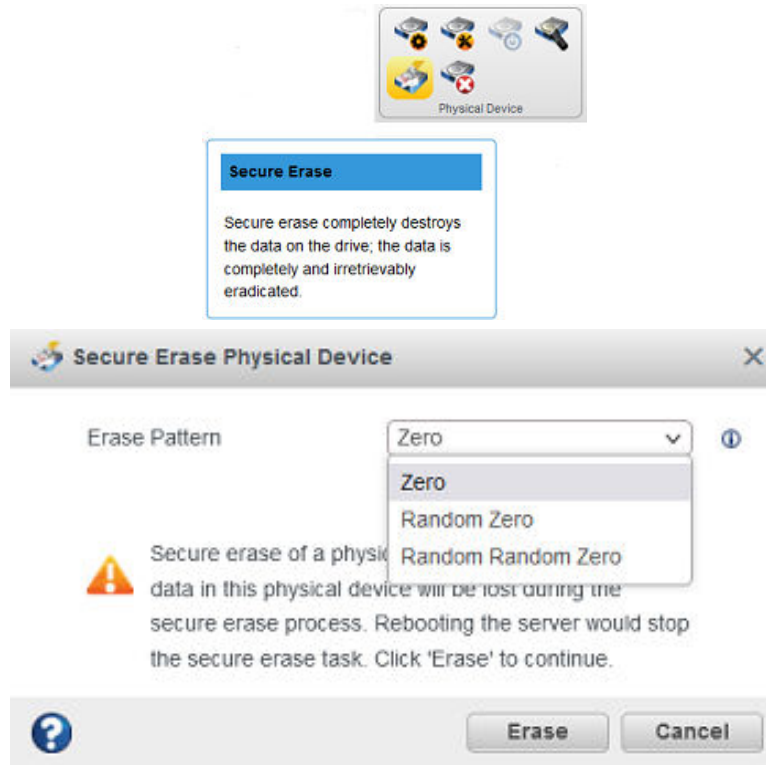 Physical Device
Secure Erase
Secure erase completely destroys
the data on the drive; the data is
completely and irretrievably
eradicated.
Secure Erase Physical Device
Erase Pattern
Zero
Zero
Random Zero
Random Random Zero
Secure erase of a
data in this physical device will be lost during the
secure erase process. Rebooting the server would stop
the secure erase task. Click 'Erase' to continue.
Erase
Cancel